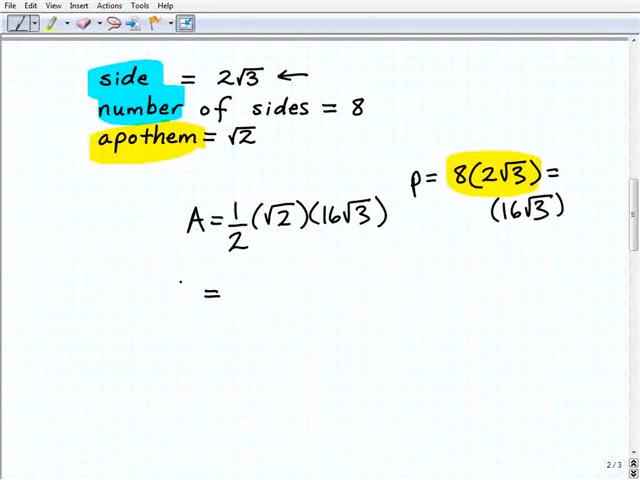 File Edit View Insert Actions Tools Help
side = 2√3 ←
number of sides = 8
apothem = √2
p = 8(2√3) =
(16√3)
A = 1/2 (√2)(16√3)
=
2/3